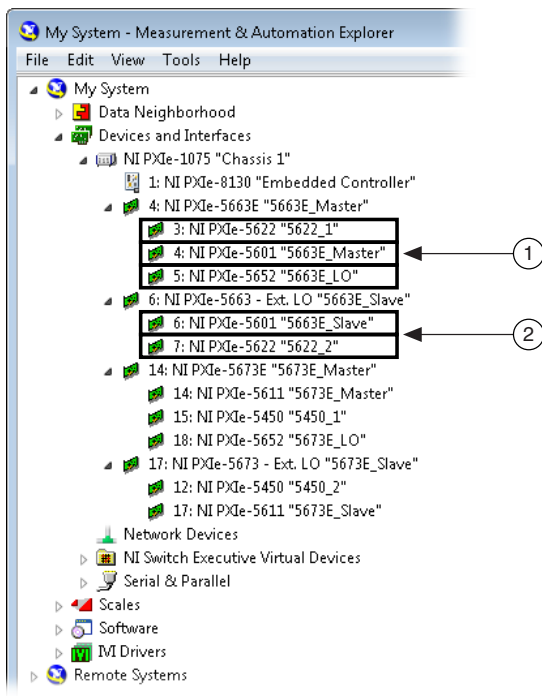 My System - Measurement & Automation Explorer
File Edit View Tools Help
My System
Data Neighborhood
Devices and Interfaces
NI PXIe-1075 "Chassis 1"
1: NI PXIe-8130 "Embedded Controller"
4: NI PXIe-5663E "5663E_Master"
3: NI PXIe-5622 "5622_1"
4: NI PXIe-5601 "5663E_Master"
1
5: NI PXIe-5652 "5663E_LO"
6: NI PXIe-5663 - Ext. LO "5663E_Slave"
6: NI PXIe-5601 "5663E_Slave"
2
7: NI PXIe-5622 "5622_2"
14: NI PXIe-5673E "5673E_Master"
14: NI PXIe-5611 "5673E_Master"
15: NI PXIe-5450 "5450_1"
18: NI PXIe-5652 "5673E_LO"
17: NI PXIe-5673 - Ext. LO "5673E_Slave"
12: NI PXIe-5450 "5450_2"
17: NI PXIe-5611 "5673E_Slave"
Network Devices
NI Switch Executive Virtual Devices
Serial & Parallel
Scales
Software
IVI Drivers
Remote Systems